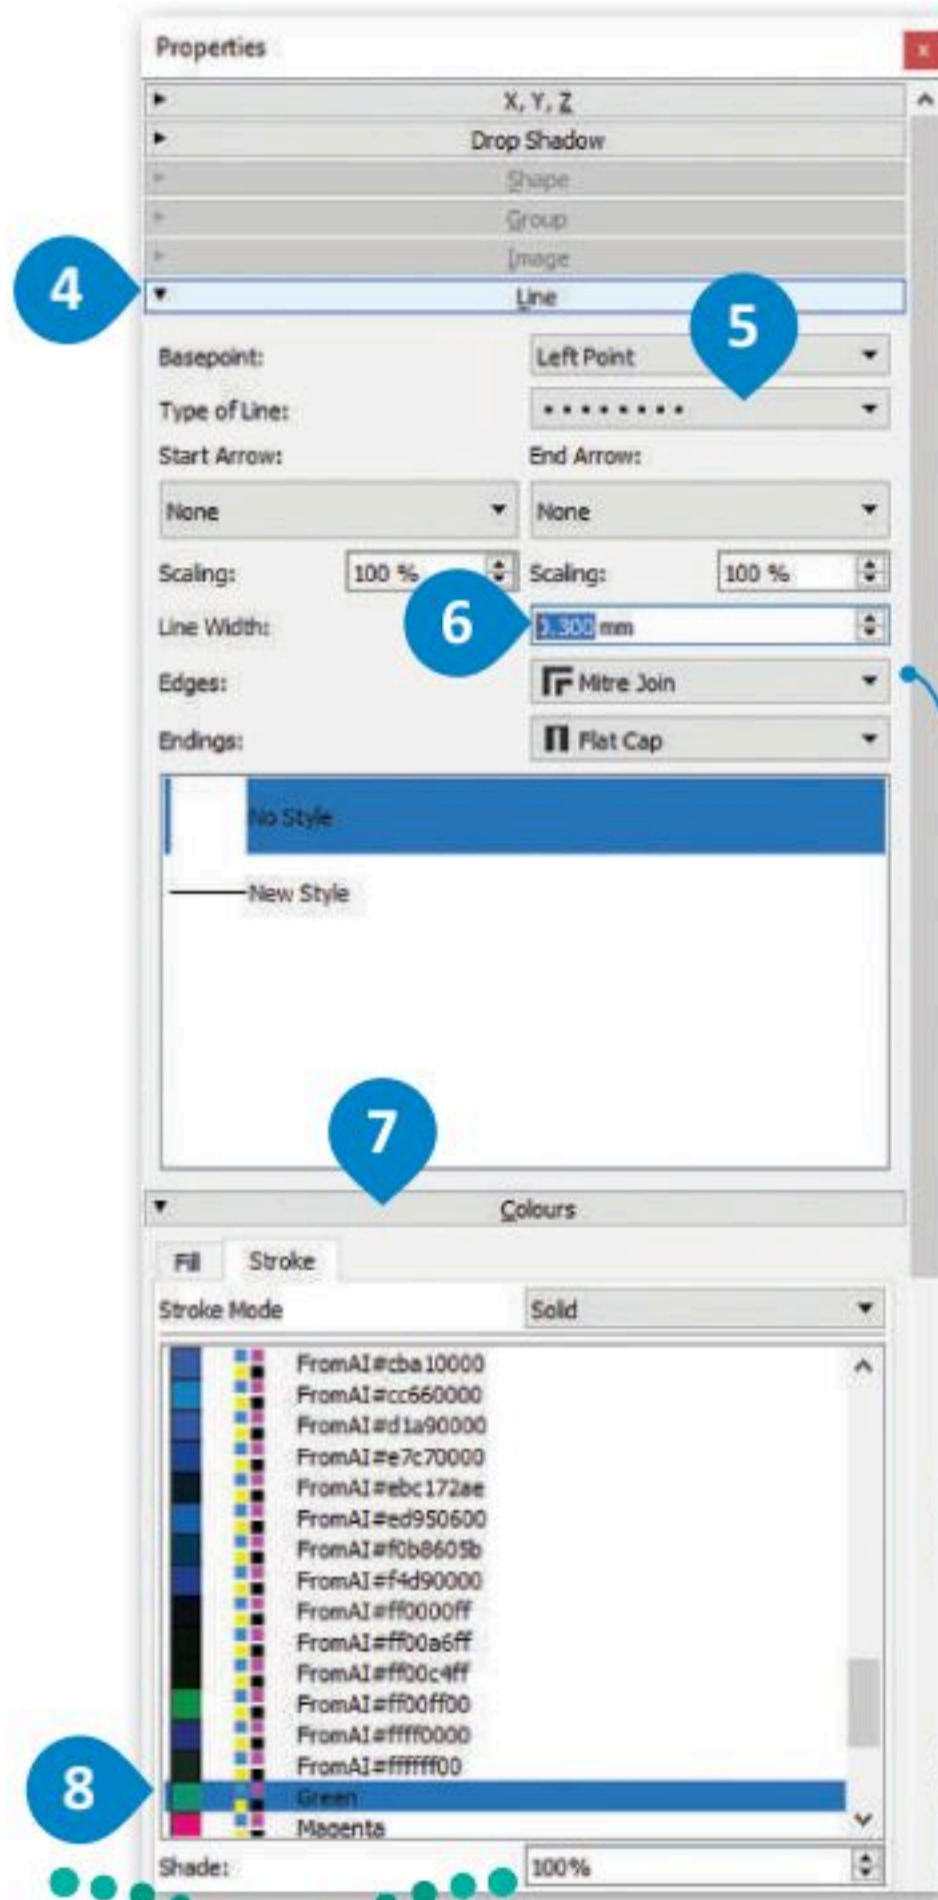 Properties
x
X, Y, Z
Drop Shadow
Shape
Group
Image
4
Line
5
Basepoint: Left Point
Type of Line:
Start Arrow: End Arrow:
None None
Scaling: 100 % Scaling: 100 %
Line Width: 6 0.300 mm
Edges: Mitre Join
Endings: Flat Cap
No Style
New Style
7
Colours
Fill Stroke
Stroke Mode Solid
FromAI#cba10000
FromAI#cc660000
FromAI#d1a90000
FromAI#e7c70000
FromAI#ebc172ae
FromAI#ed950600
FromAI#f0b8605b
FromAI#f4d90000
FromAI#ff0000ff
FromAI#ff00a6ff
FromAI#ff00c4ff
FromAI#ff00ff00
FromAI#ffff0000
FromAI#ffffff00
8 Green
Magenta
Shade: 100%